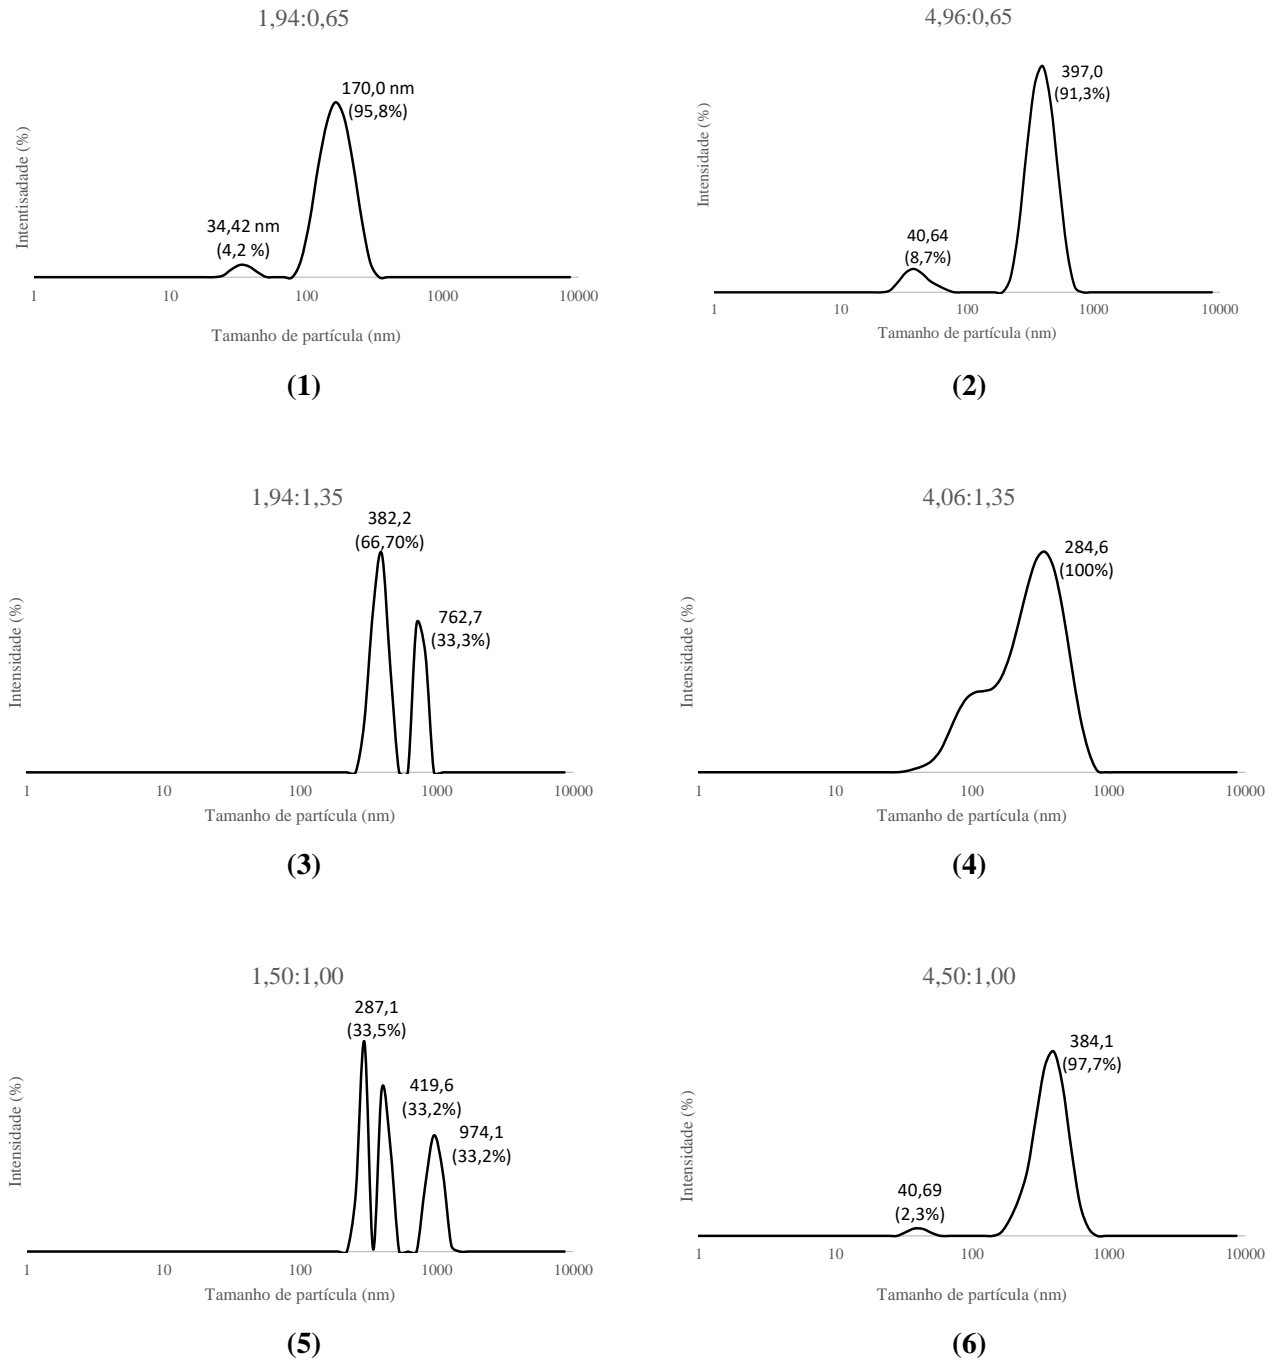 1,94:0,65
170,0 nm
(95,8%)
34,42 nm
(4,2 %)
Intentisadade (%)
1 10 100 1000 10000
Tamanho de partícula (nm)
(1)
4,96:0,65
397,0
(91,3%)
40,64
(8,7%)
Intensidade (%)
1 10 100 1000 10000
Tamanho de partícula (nm)
(2)
1,94:1,35
382,2
(66,70%)
762,7
(33,3%)
Intensidade (%)
1 10 100 1000 10000
Tamanho de partícula (nm)
(3)
4,06:1,35
284,6
(100%)
Intensidade (%)
1 10 100 1000 10000
Tamanho de partícula (nm)
(4)
1,50:1,00
287,1
(33,5%)
419,6
(33,2%)
974,1
(33,2%)
Intensidade (%)
1 10 100 1000 10000
Tamanho de partícula (nm)
(5)
4,50:1,00
384,1
(97,7%)
40,69
(2,3%)
Intensidade (%)
1 10 100 1000 10000
Tamanho de partícula (nm)
(6)